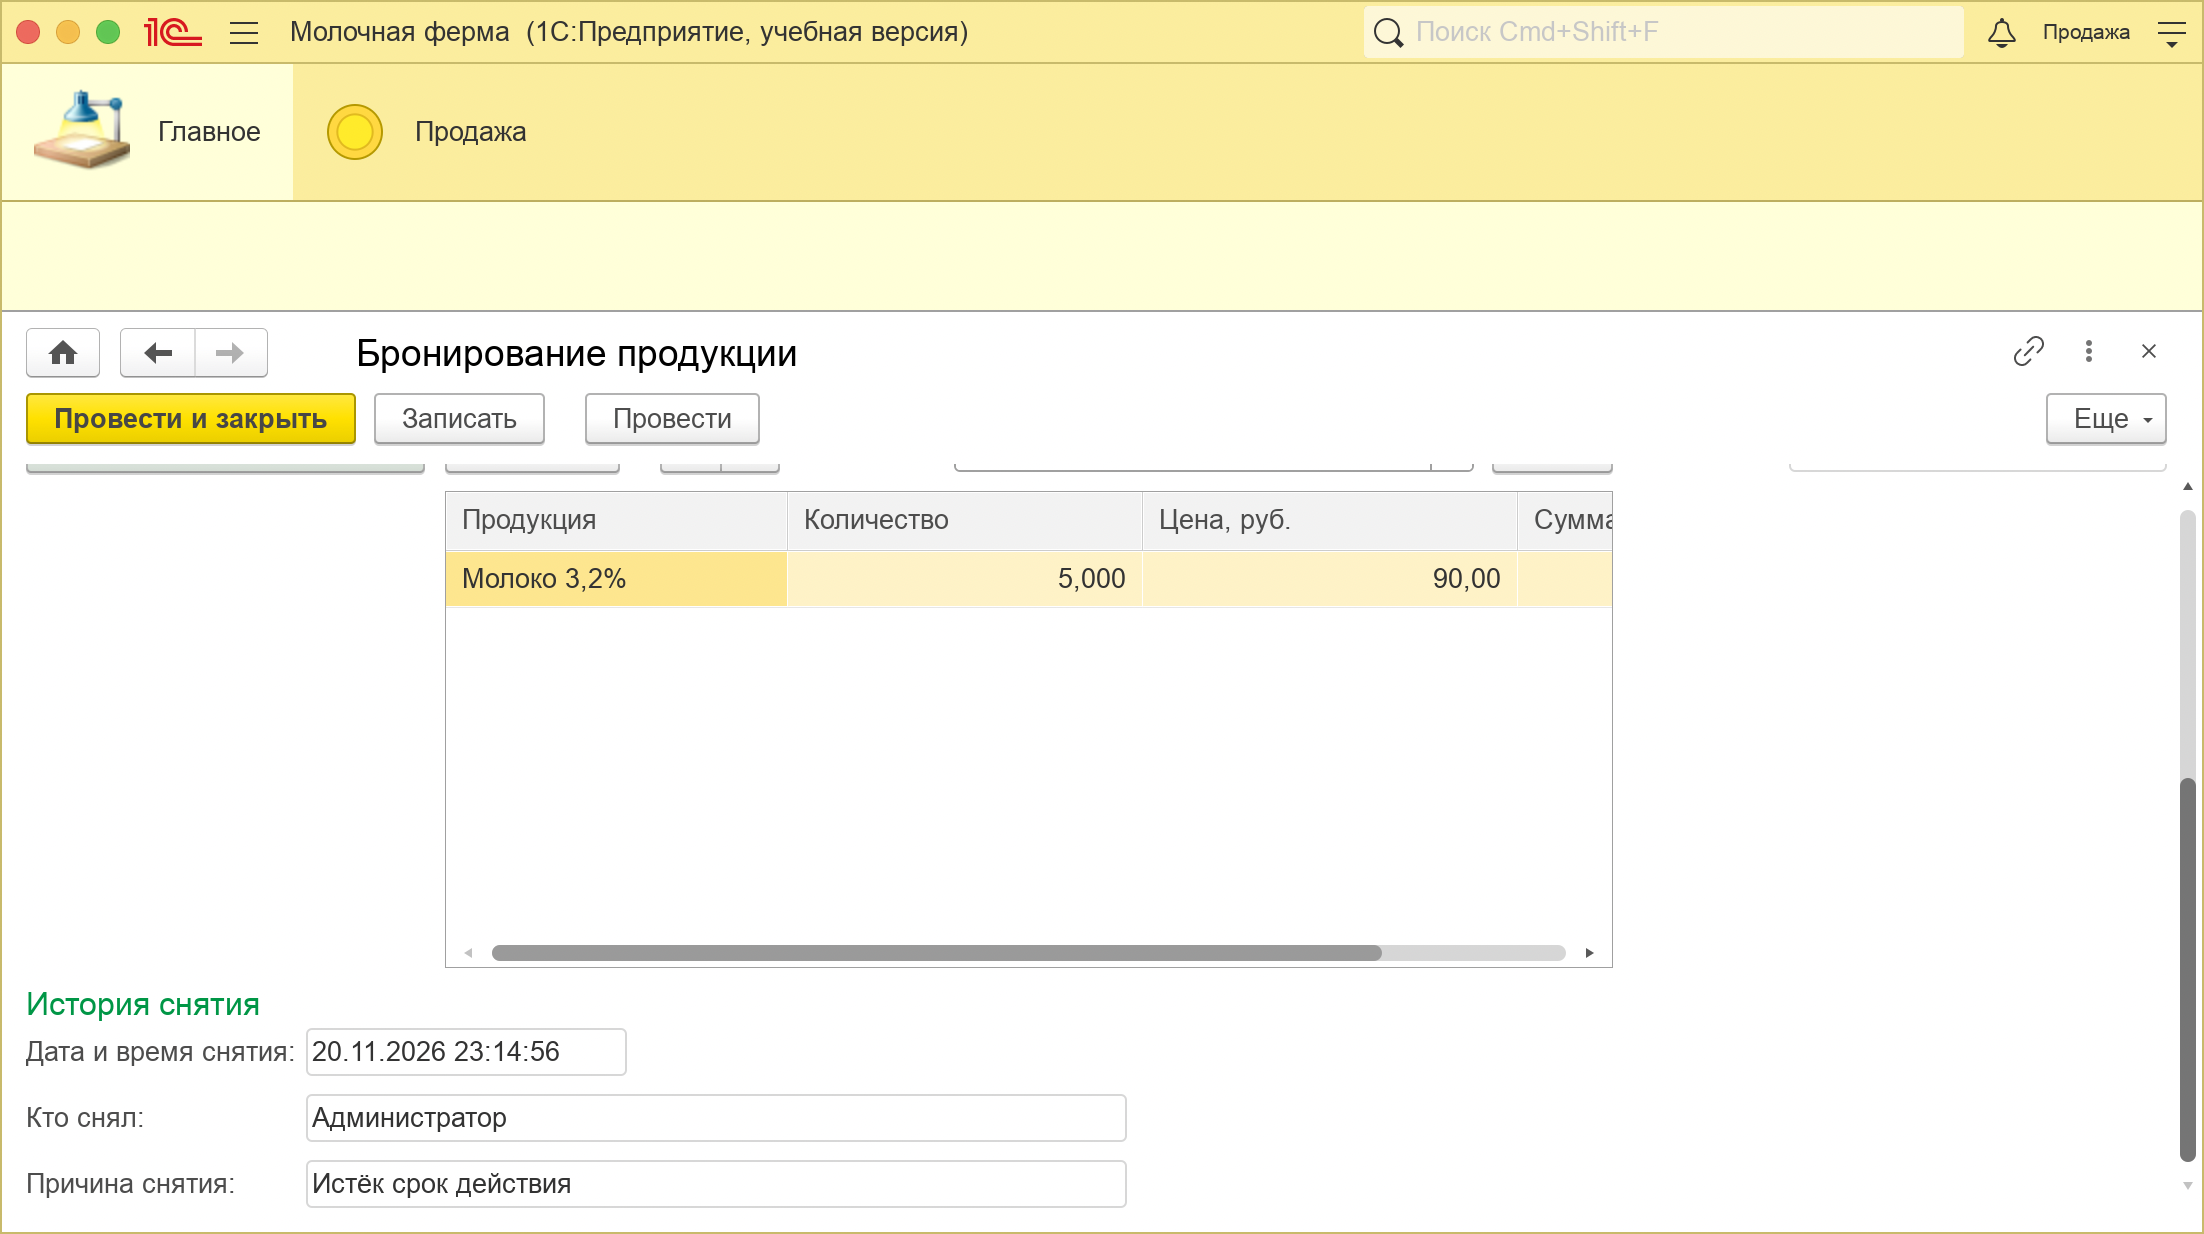 1С Молочная ферма (1С:Предприятие, учебная версия) Поиск Cmd+Shift+F Продажа
Главное Продажа
Бронирование продукции
Провести и закрыть Записать Провести Еще
Продукция Количество Цена, руб. Сумма
Молоко 3,2% 5,000 90,00
История снятия
Дата и время снятия: 20.11.2026 23:14:56
Кто снял: Администратор
Причина снятия: Истёк срок действия